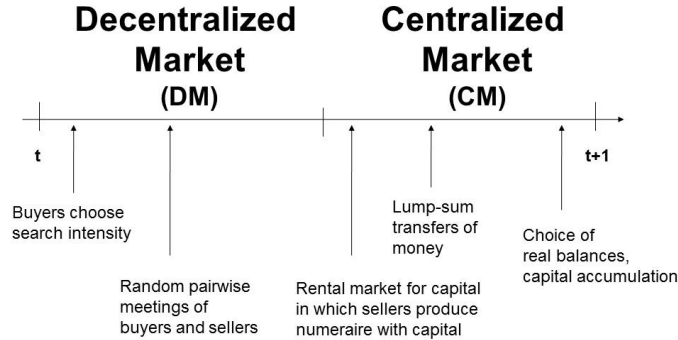 Decentralized
Market
(DM)
Centralized
Market
(CM)
t
t+1
Buyers choose
search intensity
Random pairwise
meetings of
buyers and sellers
Rental market for capital
in which sellers produce
numeraire with capital
Lump-sum
transfers of
money
Choice of
real balances,
capital accumulation